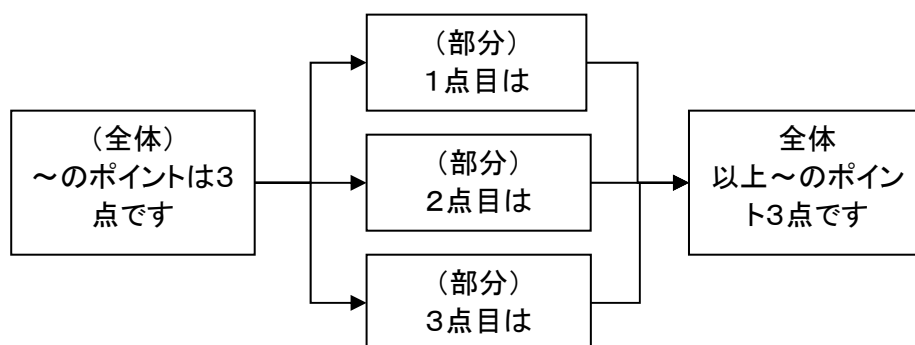 （全体）
～のポイントは３
点です
（部分）
１点目は
（部分）
２点目は
（部分）
３点目は
全体
以上～のポイン
ト３点です